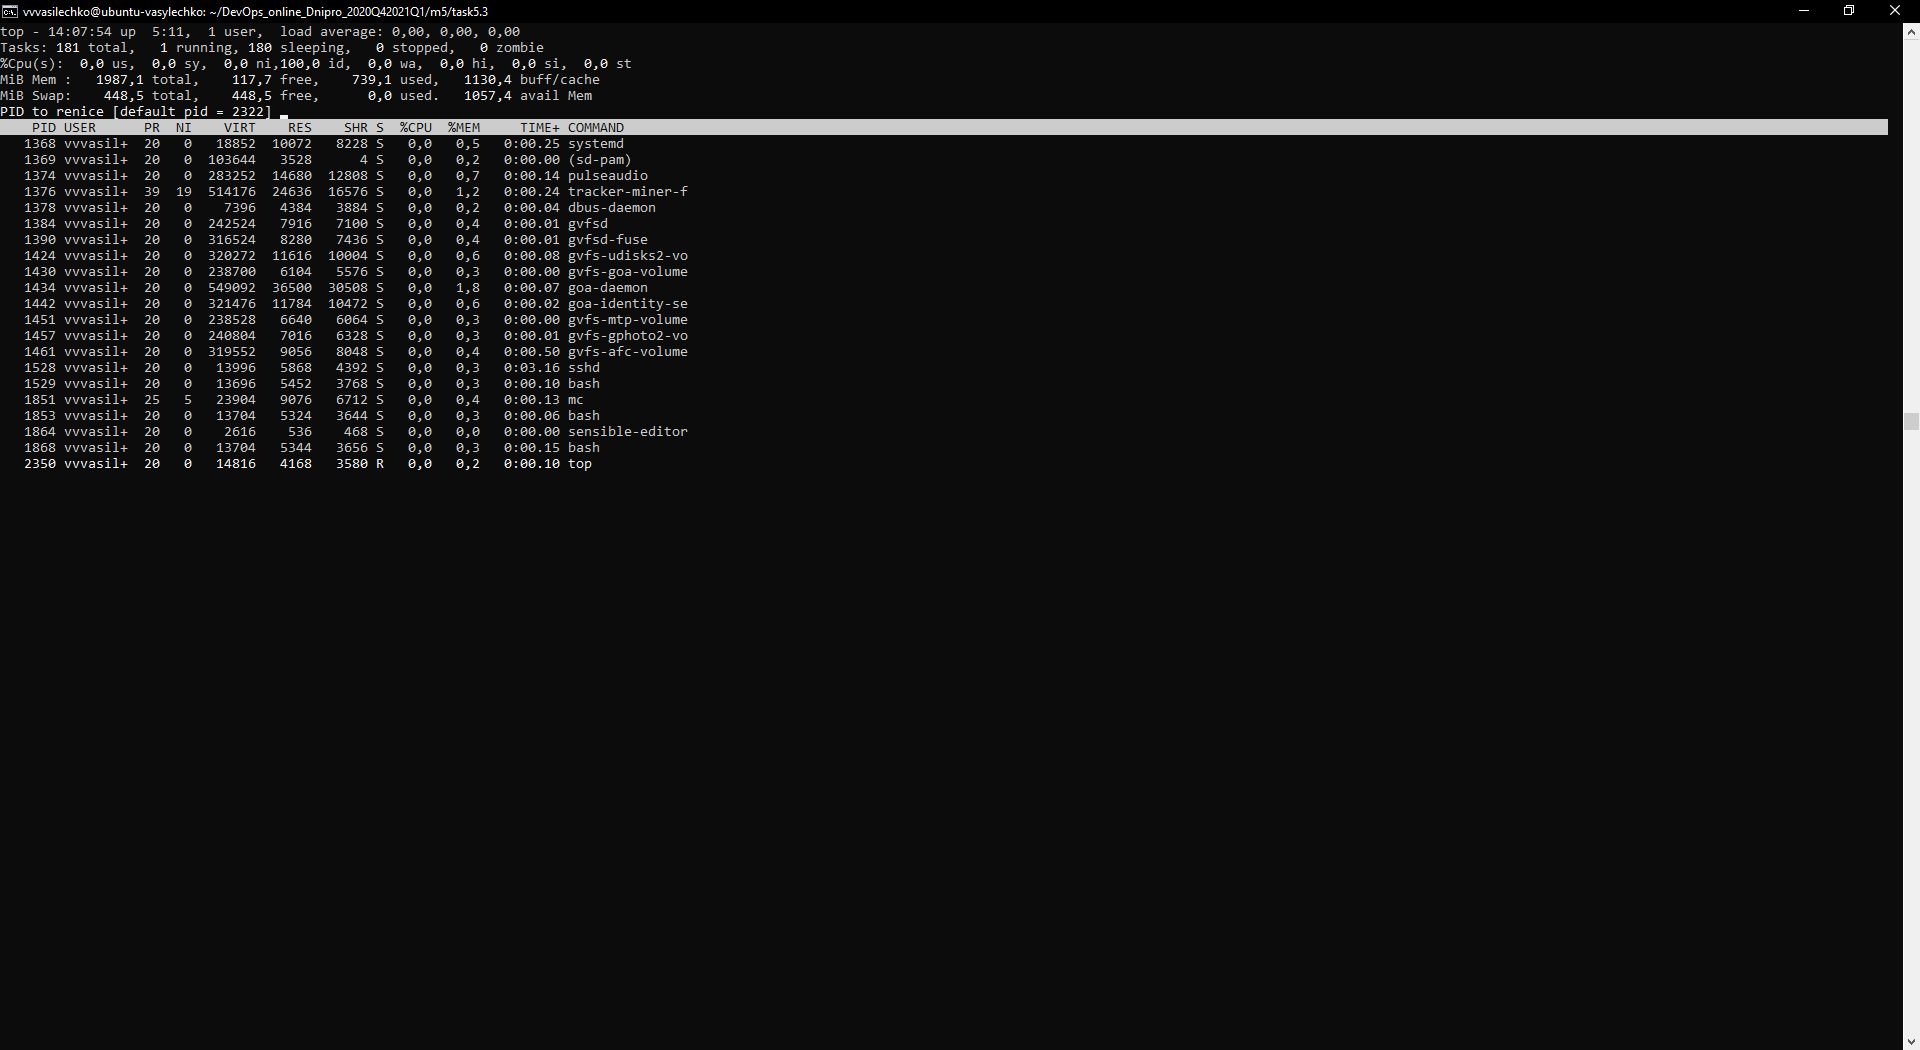 vvvasilechko@ubuntu-vasylechko: ~/DevOps_online_Dnipro_2020Q42021Q1/m5/task5.3
top - 14:07:54 up  5:11,  1 user,  load average: 0,00, 0,00, 0,00
Tasks: 181 total,   1 running, 180 sleeping,   0 stopped,   0 zombie
%Cpu(s):  0,0 us,  0,0 sy,  0,0 ni,100,0 id,  0,0 wa,  0,0 hi,  0,0 si,  0,0 st
MiB Mem :   1987,1 total,    117,7 free,    739,1 used,   1130,4 buff/cache
MiB Swap:    448,5 total,    448,5 free,      0,0 used.   1057,4 avail Mem
PID to renice [default pid = 2322]
    PID USER      PR  NI    VIRT    RES    SHR S  %CPU  %MEM     TIME+ COMMAND
   1368 vvvasil+  20   0   18852  10072   8228 S   0,0   0,5   0:00.25 systemd
   1369 vvvasil+  20   0  103644   3528      4 S   0,0   0,2   0:00.00 (sd-pam)
   1374 vvvasil+  20   0  283252  14680  12808 S   0,0   0,7   0:00.14 pulseaudio
   1376 vvvasil+  39  19  514176  24636  16576 S   0,0   1,2   0:00.24 tracker-miner-f
   1378 vvvasil+  20   0    7396   4384   3884 S   0,0   0,2   0:00.04 dbus-daemon
   1384 vvvasil+  20   0  242524   7916   7100 S   0,0   0,4   0:00.01 gvfsd
   1390 vvvasil+  20   0  316524   8280   7436 S   0,0   0,4   0:00.01 gvfsd-fuse
   1424 vvvasil+  20   0  320272  11616  10004 S   0,0   0,6   0:00.08 gvfs-udisks2-vo
   1430 vvvasil+  20   0  238700   6104   5576 S   0,0   0,3   0:00.00 gvfs-goa-volume
   1434 vvvasil+  20   0  549092  36500  30508 S   0,0   1,8   0:00.07 goa-daemon
   1442 vvvasil+  20   0  321476  11784  10472 S   0,0   0,6   0:00.02 goa-identity-se
   1451 vvvasil+  20   0  238528   6640   6064 S   0,0   0,3   0:00.00 gvfs-mtp-volume
   1457 vvvasil+  20   0  240804   7016   6328 S   0,0   0,3   0:00.01 gvfs-gphoto2-vo
   1461 vvvasil+  20   0  319552   9056   8048 S   0,0   0,4   0:00.50 gvfs-afc-volume
   1528 vvvasil+  20   0   13996   5868   4392 S   0,0   0,3   0:03.16 sshd
   1529 vvvasil+  20   0   13696   5452   3768 S   0,0   0,3   0:00.10 bash
   1851 vvvasil+  25   5   23904   9076   6712 S   0,0   0,4   0:00.13 mc
   1853 vvvasil+  20   0   13704   5324   3644 S   0,0   0,3   0:00.06 bash
   1864 vvvasil+  20   0    2616    536    468 S   0,0   0,0   0:00.00 sensible-editor
   1868 vvvasil+  20   0   13704   5344   3656 S   0,0   0,3   0:00.15 bash
   2350 vvvasil+  20   0   14816   4168   3580 R   0,0   0,2   0:00.10 top